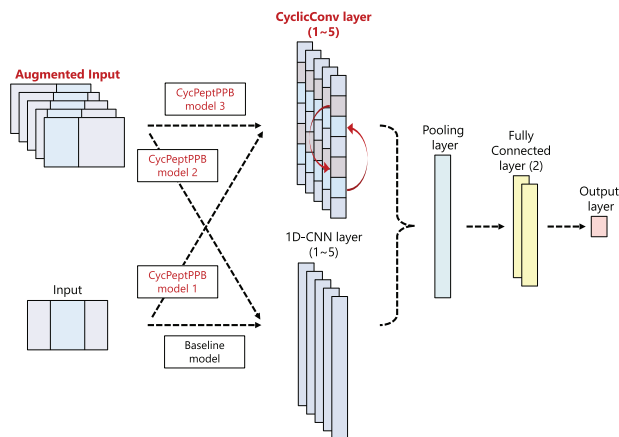 CyclicConv layer
(1~5)
Augmented Input
CycPeptPPB
model 3
CycPeptPPB
model 2
Pooling
layer
Fully
Connected
layer (2)
Output
layer
1D-CNN layer
(1~5)
CycPeptPPB
model 1
Input
Baseline
model